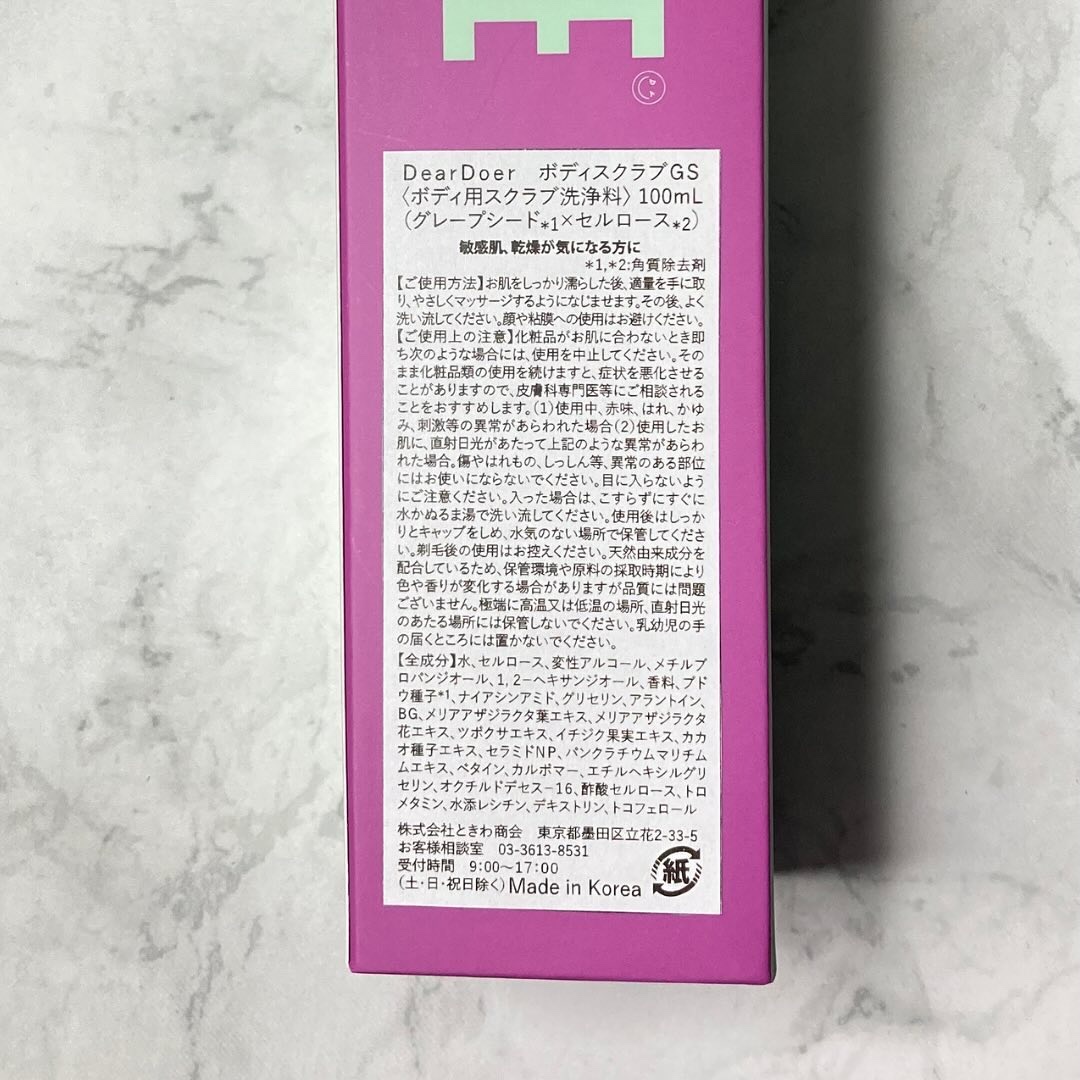 DearDoer ボディスクラブGS
〈ボディ用スクラブ洗浄料〉100mL
(グレープシード*1×セルロース*2)
敏感肌、乾燥が気になる方に
*1,*2:角質除去剤
【ご使用方法】お肌をしっかり濡らした後、適量を手に取
り、やさしくマッサージするようになじませます。その後、よく
洗い流してください。顔や粘膜への使用はお避けください。
【ご使用上の注意】化粧品がお肌に合わないとき即
ち次のような場合には、使用を中止してください。その
まま化粧品類の使用を続けますと、症状を悪化させる
ことがありますので、皮膚科専門医等にご相談される
ことをおすすめします。(1)使用中、赤味、はれ、かゆ
み、刺激等の異常があらわれた場合(2)使用したお
肌に、直射日光があたって上記のような異常があらわ
れた場合。傷やはれもの、しっしん等、異常のある部位
にはお使いにならないでください。目に入らないよう
にご注意ください。入った場合は、こすらずにすぐに
水かぬるま湯で洗い流してください。使用後はしっか
りとキャップをしめ、水気のない場所で保管してくださ
い。剃毛後の使用はお控えください。天然由来成分を
配合しているため、保管環境や原料の採取時期により
色や香りが変化する場合がありますが品質には問題
ございません。極端に高温又は低温の場所、直射日光
のあたる場所には保管しないでください。乳幼児の手
の届くところには置かないでください。
【全成分】水、セルロース、変性アルコール、メチルプ
ロパンジオール、1,2-ヘキサンジオール、香料、ブド
ウ種子*1、ナイアシンアミド、グリセリン、アラントイン、
BG、メリアアザジラクタ葉エキス、メリアアザジラクタ
花エキス、ツボクサエキス、イチジク果実エキス、カカ
オ種子エキス、セラミドNP、パンクラチウムマリチム
ムエキス、ベタイン、カルボマー、エチルヘキシルグリ
セリン、オクチルドデセス-16、酢酸セルロース、トロ
メタミン、水添レシチン、デキストリン、トコフェロール
株式会社ときわ商会 東京都墨田区立花2-33-5
お客様相談室 03-3613-8531
受付時間 9:00～17:00
(土・日・祝日除く) Made in Korea
紙